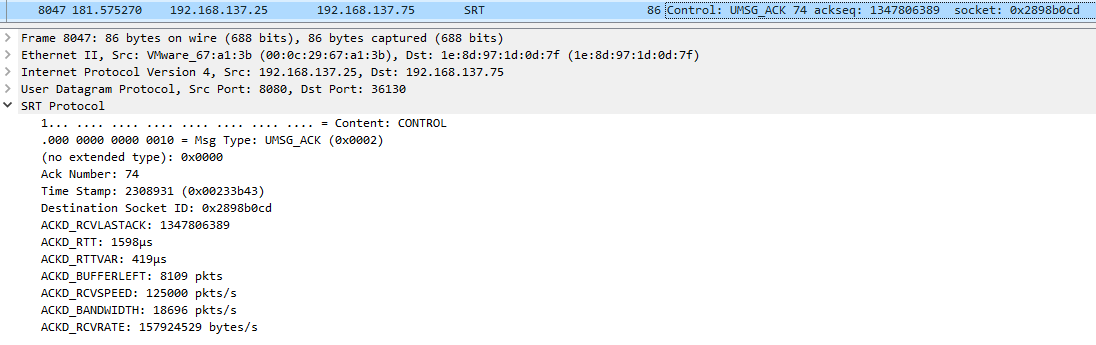 8047 181.575270 192.168.137.25 192.168.137.75 SRT 86 Control: UMSG_ACK 74 ackseq: 1347806389 socket: 0x2898b0cd
Frame 8047: 86 bytes on wire (688 bits), 86 bytes captured (688 bits)
Ethernet II, Src: VMware_67:a1:3b (00:0c:29:67:a1:3b), Dst: 1e:8d:97:1d:0d:7f (1e:8d:97:1d:0d:7f)
Internet Protocol Version 4, Src: 192.168.137.25, Dst: 192.168.137.75
User Datagram Protocol, Src Port: 8080, Dst Port: 36130
SRT Protocol
1... .... .... .... .... .... .... .... = Content: CONTROL
.000 0000 0000 0010 = Msg Type: UMSG_ACK (0x0002)
(no extended type): 0x0000
Ack Number: 74
Time Stamp: 2308931 (0x00233b43)
Destination Socket ID: 0x2898b0cd
ACKD_RCVLASTACK: 1347806389
ACKD_RTT: 1598μs
ACKD_RTTVAR: 419μs
ACKD_BUFFERLEFT: 8109 pkts
ACKD_RCVSPEED: 125000 pkts/s
ACKD_BANDWIDTH: 18696 pkts/s
ACKD_RCVRATE: 157924529 bytes/s